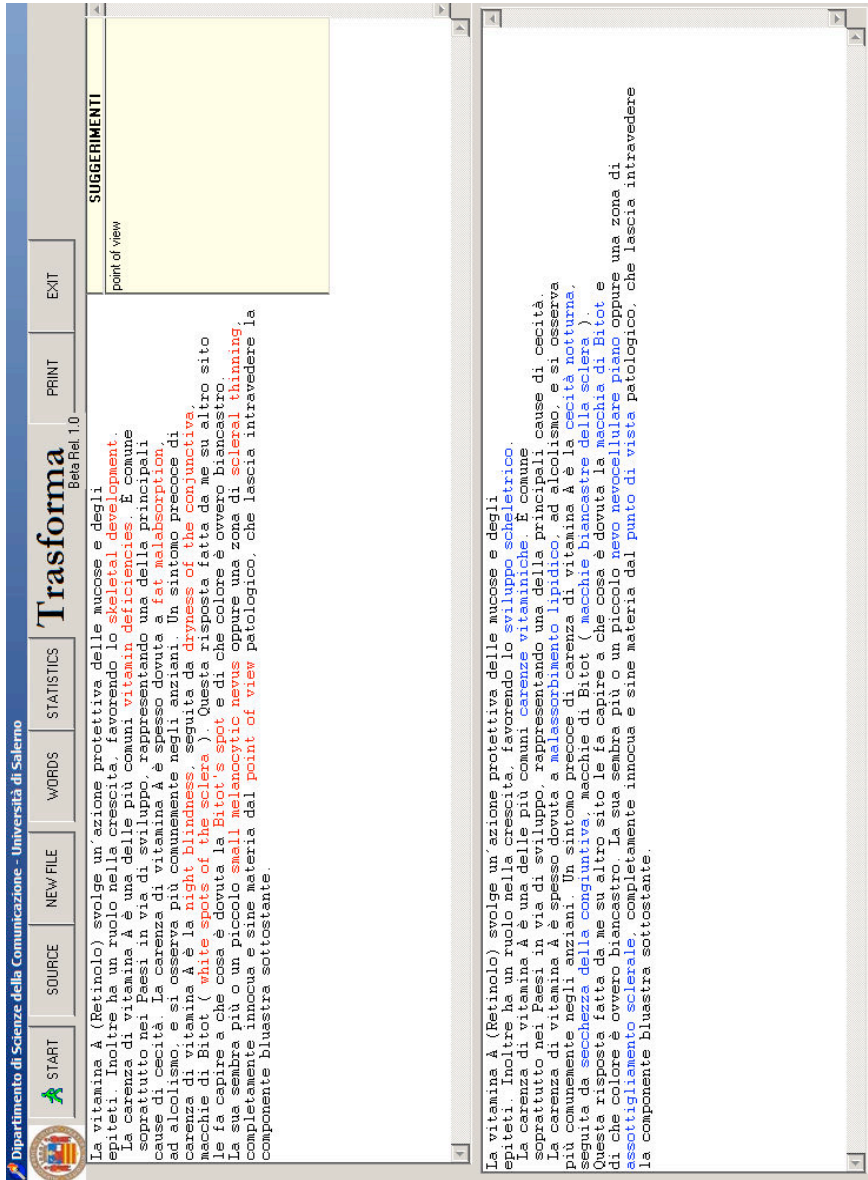 Dipartimento di Scienze della Comunicazione - Università di Salerno
START
SOURCE
NEW FILE
WORDS
STATISTICS
Trasforma
Beta Rel. 1.0
PRINT
EXIT
La vitamina A (Retinolo) svolge un'azione protettiva delle mucose e degli
epiteti. Inoltre ha un ruolo nella crescita, favorendo lo skeletal development.
La carenza di vitamina A è una delle più comuni vitamin deficiencies. È comune
soprattutto nei Paesi in via di sviluppo, rappresentando una della principali
cause di cecità. La carenza di vitamina A è spesso dovuta a fat malabsorption,
ad alcolismo, e si osserva più comunemente negli anziani. Un sintomo precoce di
carenza di vitamina A è la night blindness, seguita da dryness of the conjunctiva,
macchie di Bitot ( white spots of the sclera ). Questa risposta fatta da me su altro sito
le fa capire a che cosa è dovuta la Bitot's spot e di che colore è ovvero biancastro.
La sua sembra più o un piccolo small melanocytic nevus oppure una zona di scleral thinning,
completamente innocua e sine materia dal point of view patologico, che lascia intravedere la
componente bluastra sottostante.
SUGGERIMENTI
point of view
La vitamina A (Retinolo) svolge un'azione protettiva delle mucose e degli
epiteti. Inoltre ha un ruolo nella crescita, favorendo lo sviluppo scheletrico.
La carenza di vitamina A è una delle più comuni carenze vitaminiche. È comune
soprattutto nei Paesi in via di sviluppo, rappresentando una della principali cause di cecità.
La carenza di vitamina A è spesso dovuta a malassorbimento lipidico, ad alcolismo, e si osserva
più comunemente negli anziani. Un sintomo precoce di carenza di vitamina A è la cecità notturna,
seguita da secchezza della congiuntiva, macchie di Bitot ( macchie biancastre della sclera ).
Questa risposta fatta da me su altro sito le fa capire a che cosa è dovuta la macchia di Bitot e
di che colore è ovvero biancastro. La sua sembra più o un piccolo nevo nevocellulare piano oppure una zona di
assottigliamento sclerale, completamente innocua e sine materia dal punto di vista patologico, che lascia intravedere
la componente bluastra sottostante.